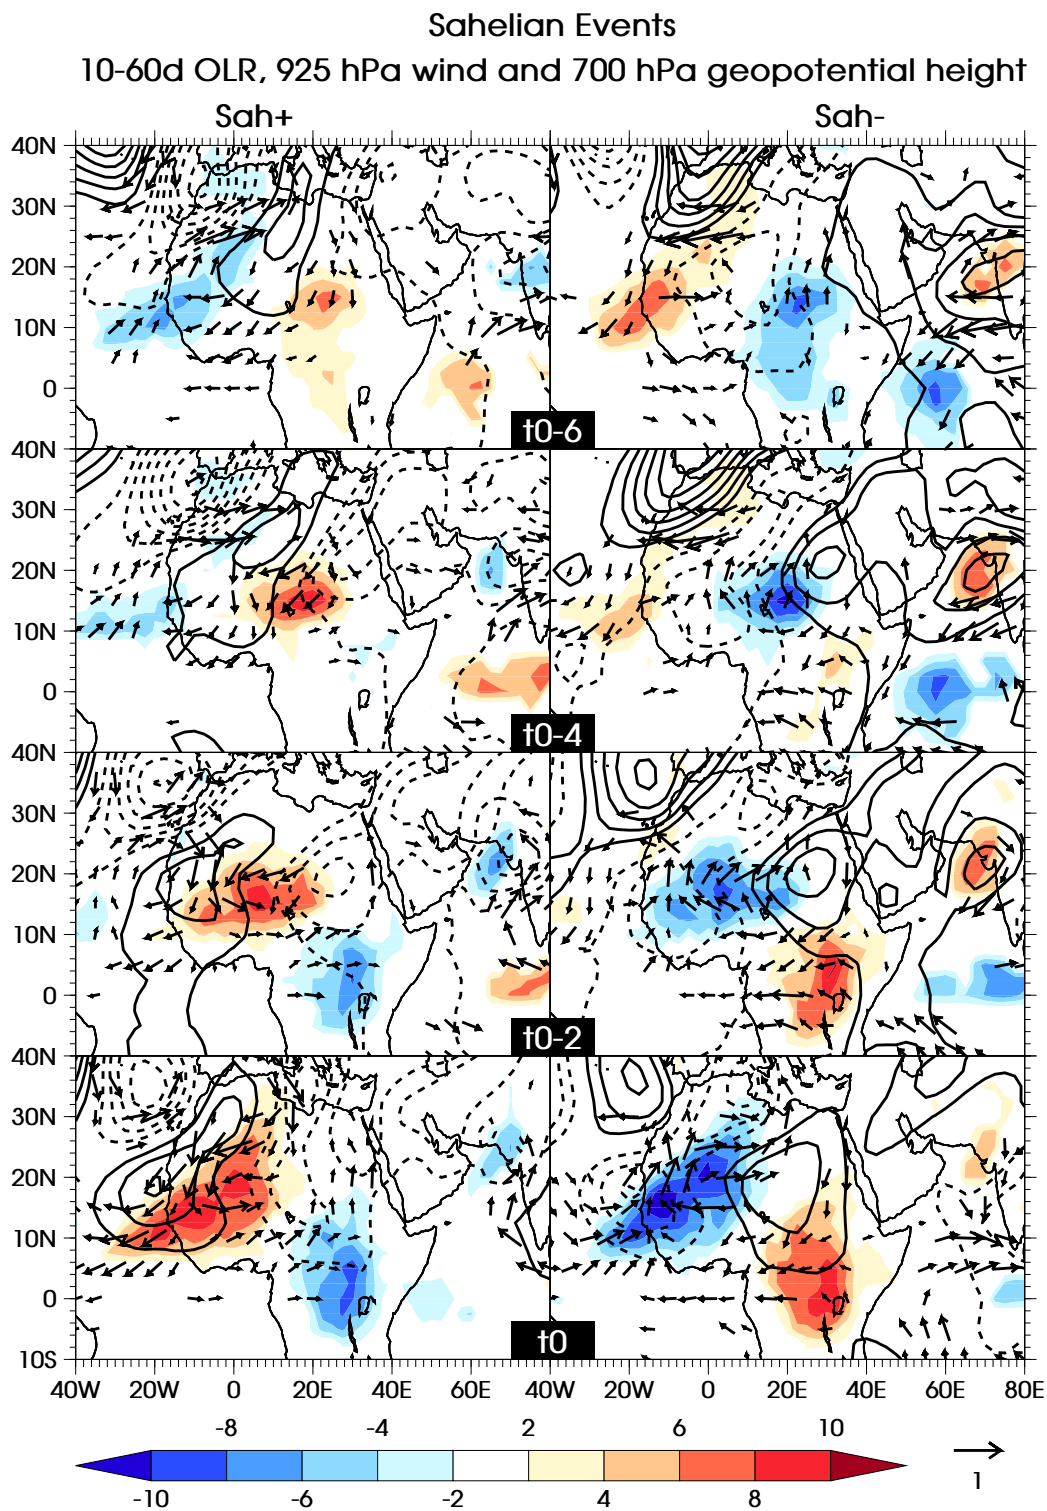 Sahelian Events
10-60d OLR, 925 hPa wind and 700 hPa geopotential height
Sah+ Sah-
40N
30N
20N
10N
0
t0-6
40N
30N
20N
10N
0
t0-4
40N
30N
20N
10N
0
t0-2
40N
30N
20N
10N
0
t0
10S
40W 20W 0 20E 40E 60E 40W 20W 0 20E 40E 60E 80E
-8 -4 2 6 10
-10 -6 -2 4 8
1